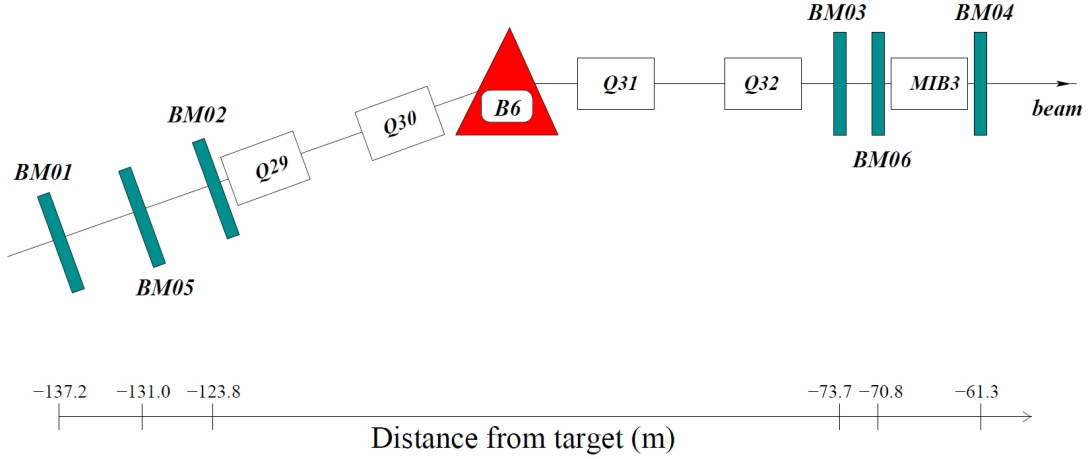 BM03
BM04
BM02
Q31
Q32
MIB3
B6
Q30
beam
BM06
Q29
BM01
BM05
−137.2
−131.0
−123.8
−73.7
−70.8
−61.3
Distance from target (m)